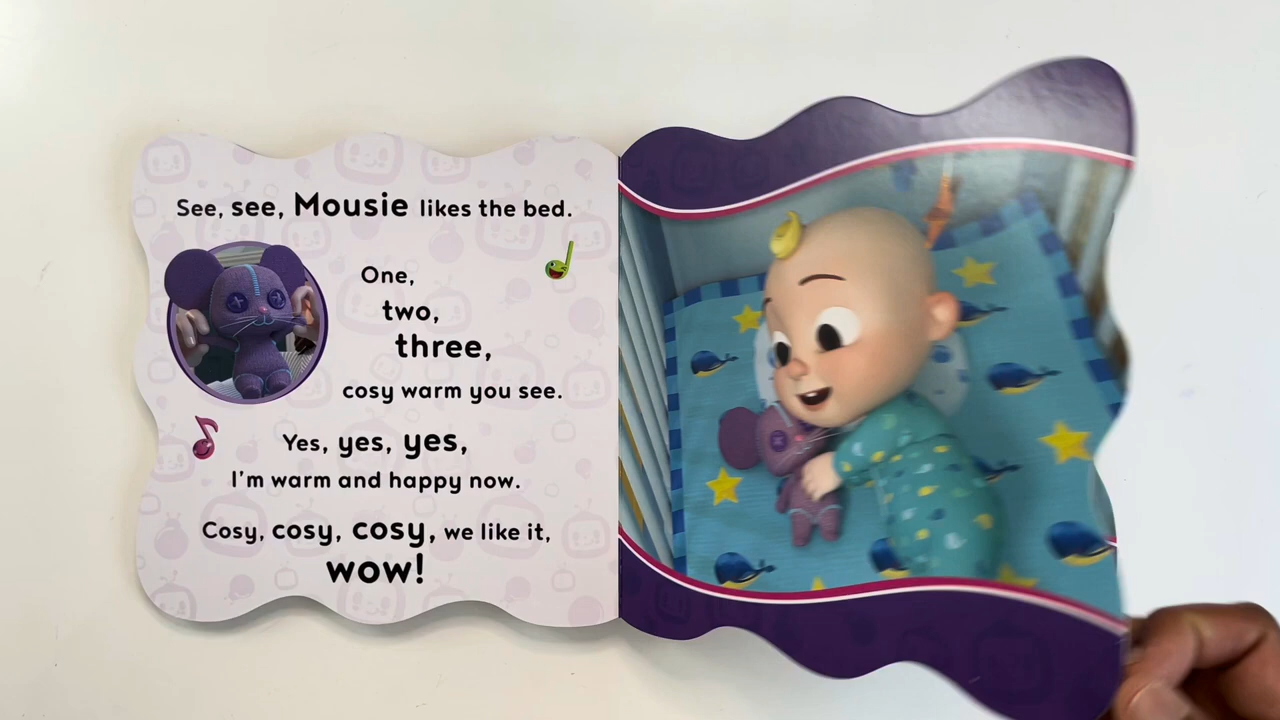 See, see, Mousie likes the bed.
One,
two,
three,
cosy warm you see.
Yes, yes, yes,
I'm warm and happy now.
Cosy, cosy, cosy, we like it,
wow!